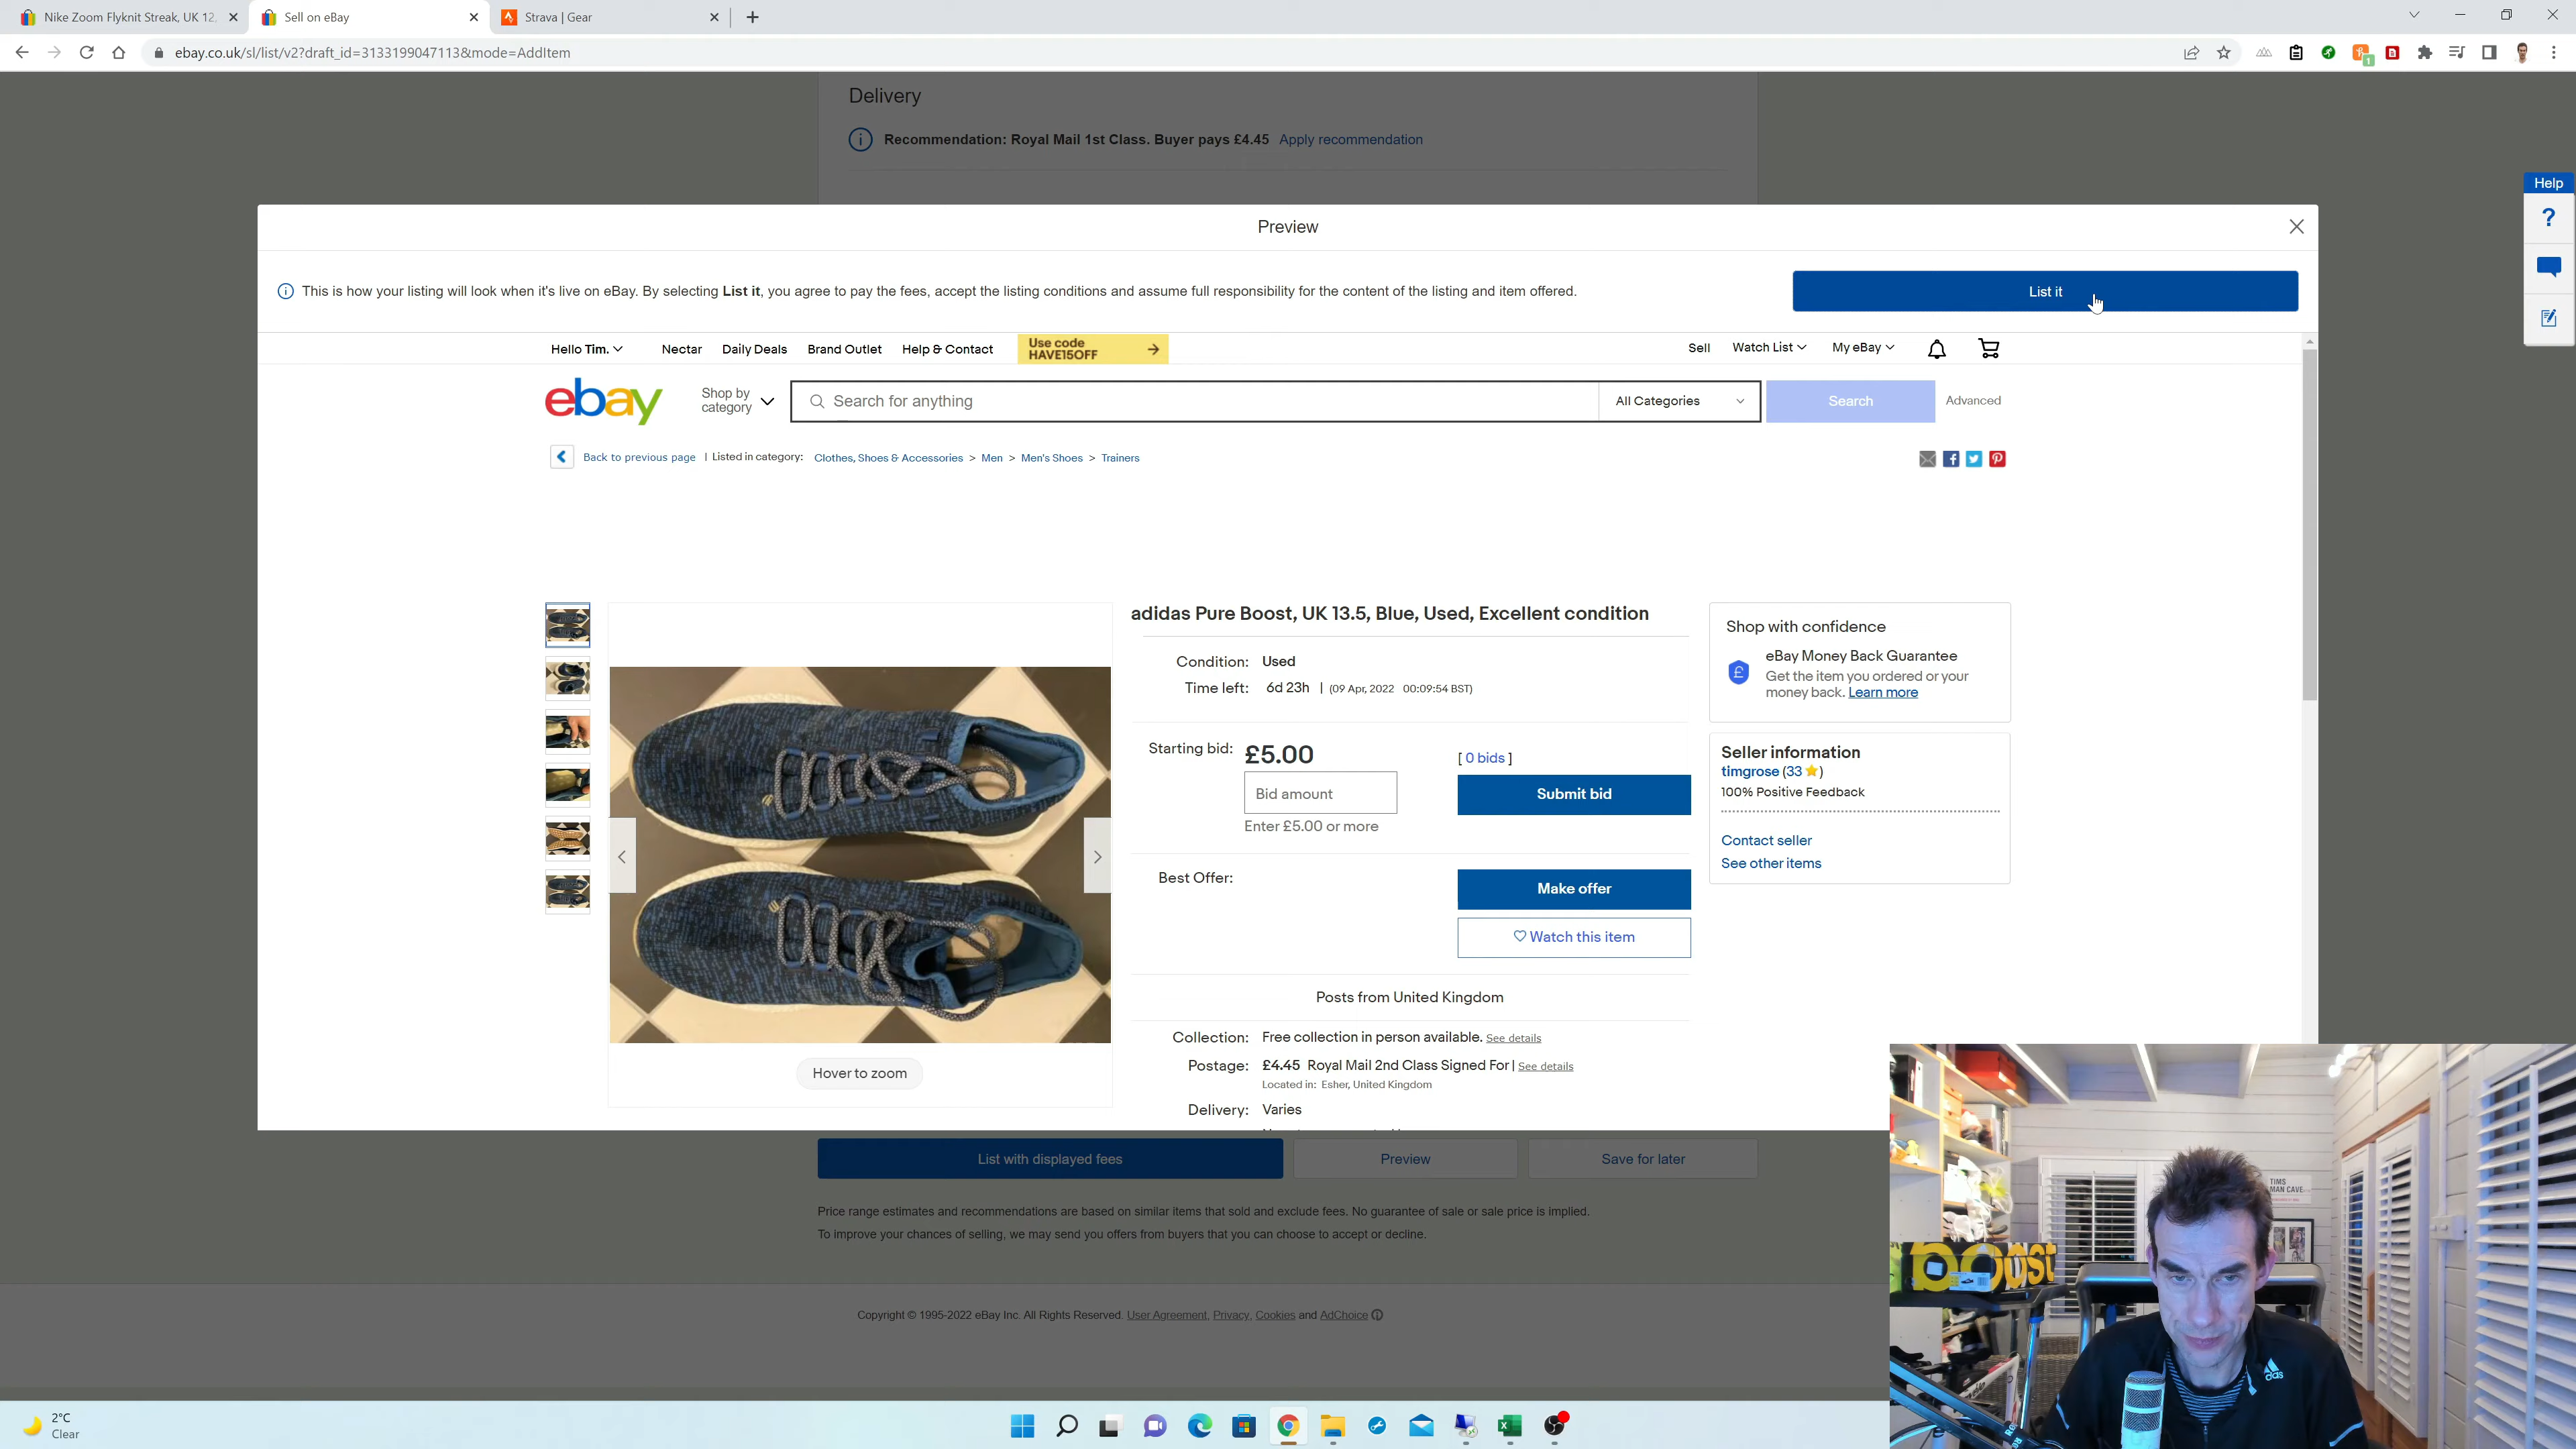 Nike Zoom Flyknit Streak, UK 12,
Sell on eBay
Strava | Gear
ebay.co.uk/sl/list/v2?draft_id=3133199047113&mode=AddItem
1
Delivery
Recommendation: Royal Mail 1st Class. Buyer pays £4.45 Apply recommendation
Help
?
Preview
This is how your listing will look when it's live on eBay. By selecting List it, you agree to pay the fees, accept the listing conditions and assume full responsibility for the content of the listing and item offered.
List it
Hello Tim.
Nectar
Daily Deals
Brand Outlet
Help & Contact
Use code
HAVE15OFF
Sell
Watch List
My eBay
ebay
Shop by
category
Search for anything
All Categories
Search
Advanced
Back to previous page | Listed in category: Clothes, Shoes & Accessories > Men > Men's Shoes > Trainers
adidas Pure Boost, UK 13.5, Blue, Used, Excellent condition
Condition: Used
Time left: 6d 23h | (09 Apr, 2022 00:09:54 BST)
Starting bid: £5.00
[ 0 bids ]
Bid amount
Submit bid
Enter £5.00 or more
Best Offer:
Make offer
Watch this item
Posts from United Kingdom
Collection: Free collection in person available. See details
Postage: £4.45 Royal Mail 2nd Class Signed For | See details
Located in: Esher, United Kingdom
Delivery: Varies
Shop with confidence
eBay Money Back Guarantee
Get the item you ordered or your
money back. Learn more
Seller information
timgrose (33)
100% Positive Feedback
Contact seller
See other items
Hover to zoom
List with displayed fees
Preview
Save for later
Price range estimates and recommendations are based on similar items that sold and exclude fees. No guarantee of sale or sale price is implied.
To improve your chances of selling, we may send you offers from buyers that you can choose to accept or decline.
Copyright © 1995-2022 eBay Inc. All Rights Reserved. User Agreement, Privacy, Cookies and AdChoice
TIMS
MAN CAVE
boost
adidas
2°C
Clear